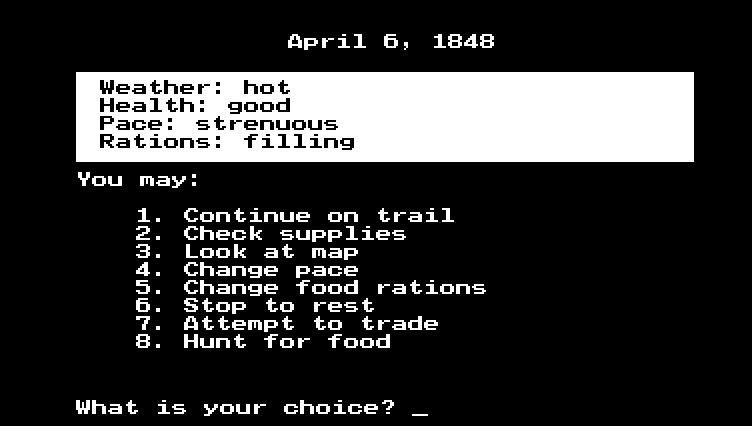 April 6, 1848
Weather: hot
Health: good
Pace: strenuous
Rations: filling
You may:
1. Continue on trail
2. Check supplies
3. Look at map
4. Change pace
5. Change food rations
6. Stop to rest
7. Attempt to trade
8. Hunt for food
What is your choice? _